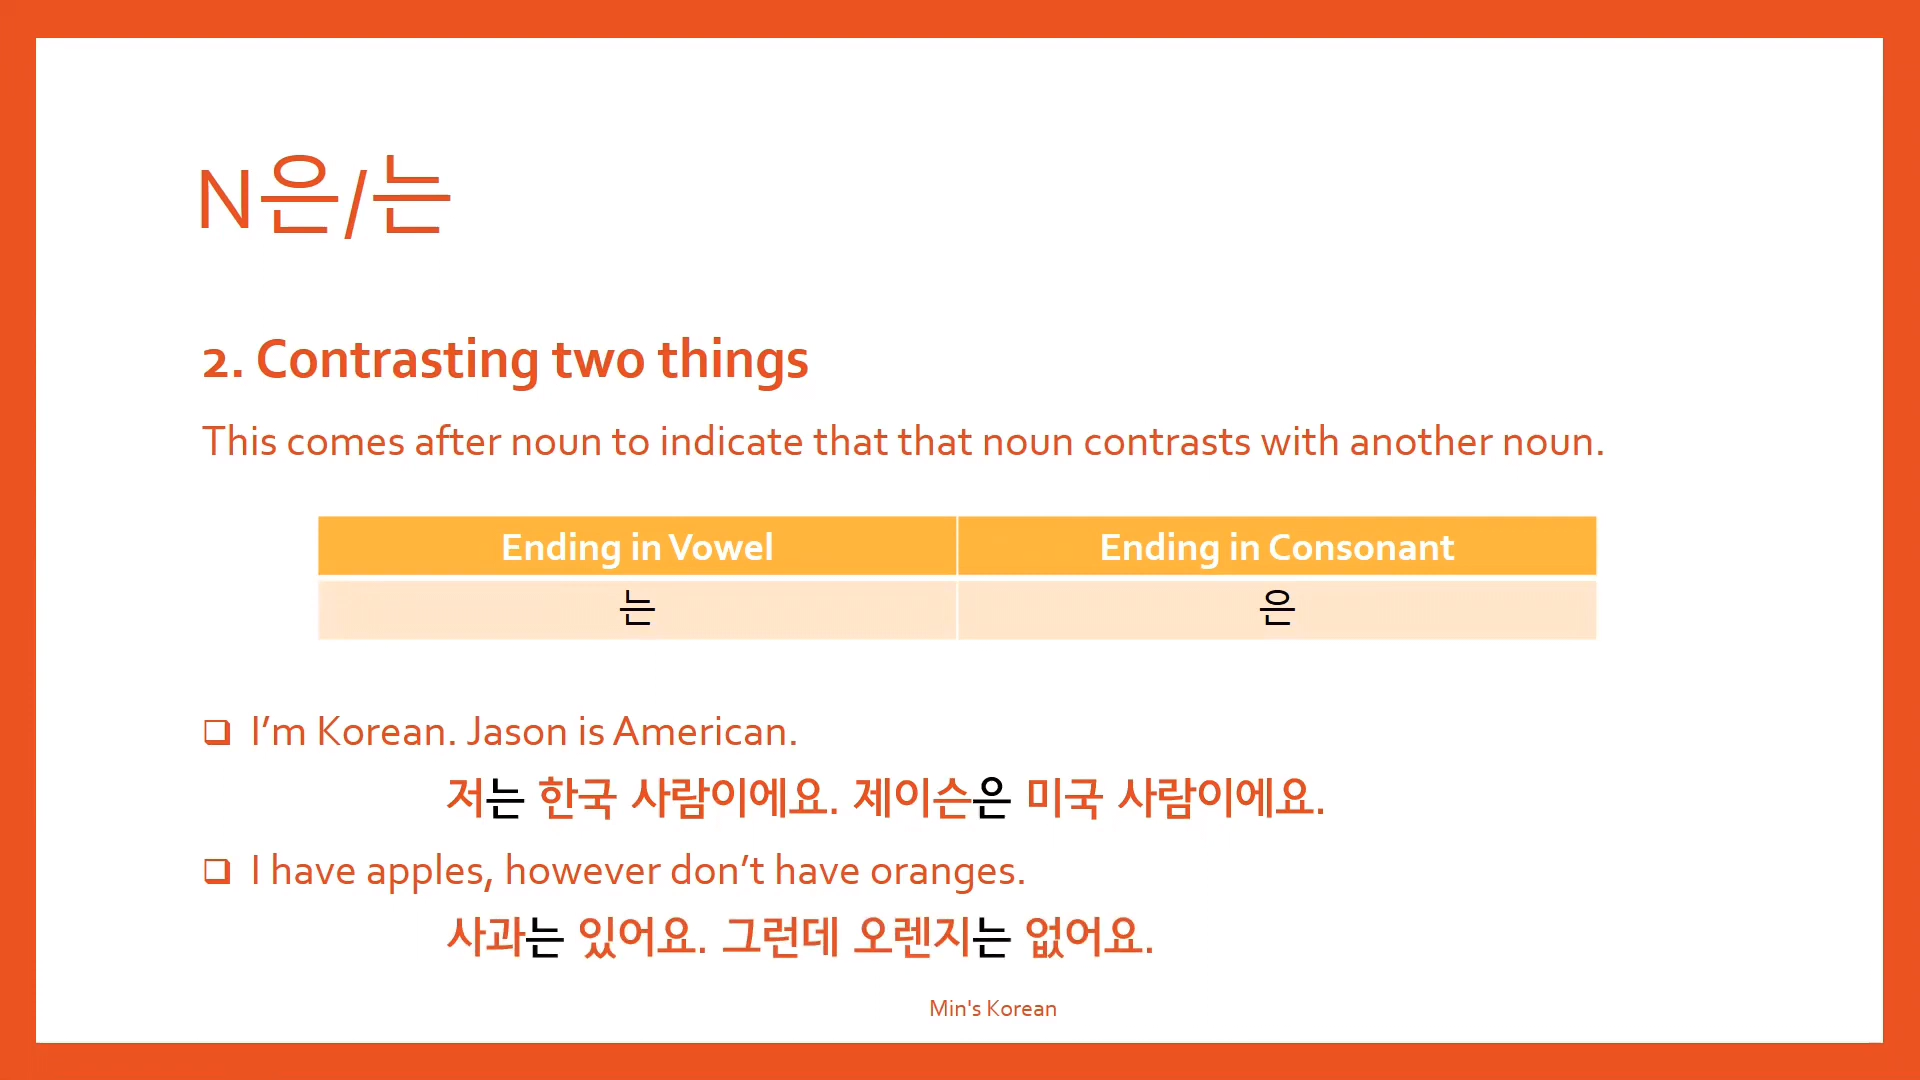 N은/는
2. Contrasting two things
This comes after noun to indicate that that noun contrasts with another noun.
Ending in Vowel Ending in Consonant
는 은
❑ I’m Korean. Jason is American.
저는 한국 사람이에요. 제이슨은 미국 사람이에요.
❑ I have apples, however don’t have oranges.
사과는 있어요. 그런데 오렌지는 없어요.
Min's Korean